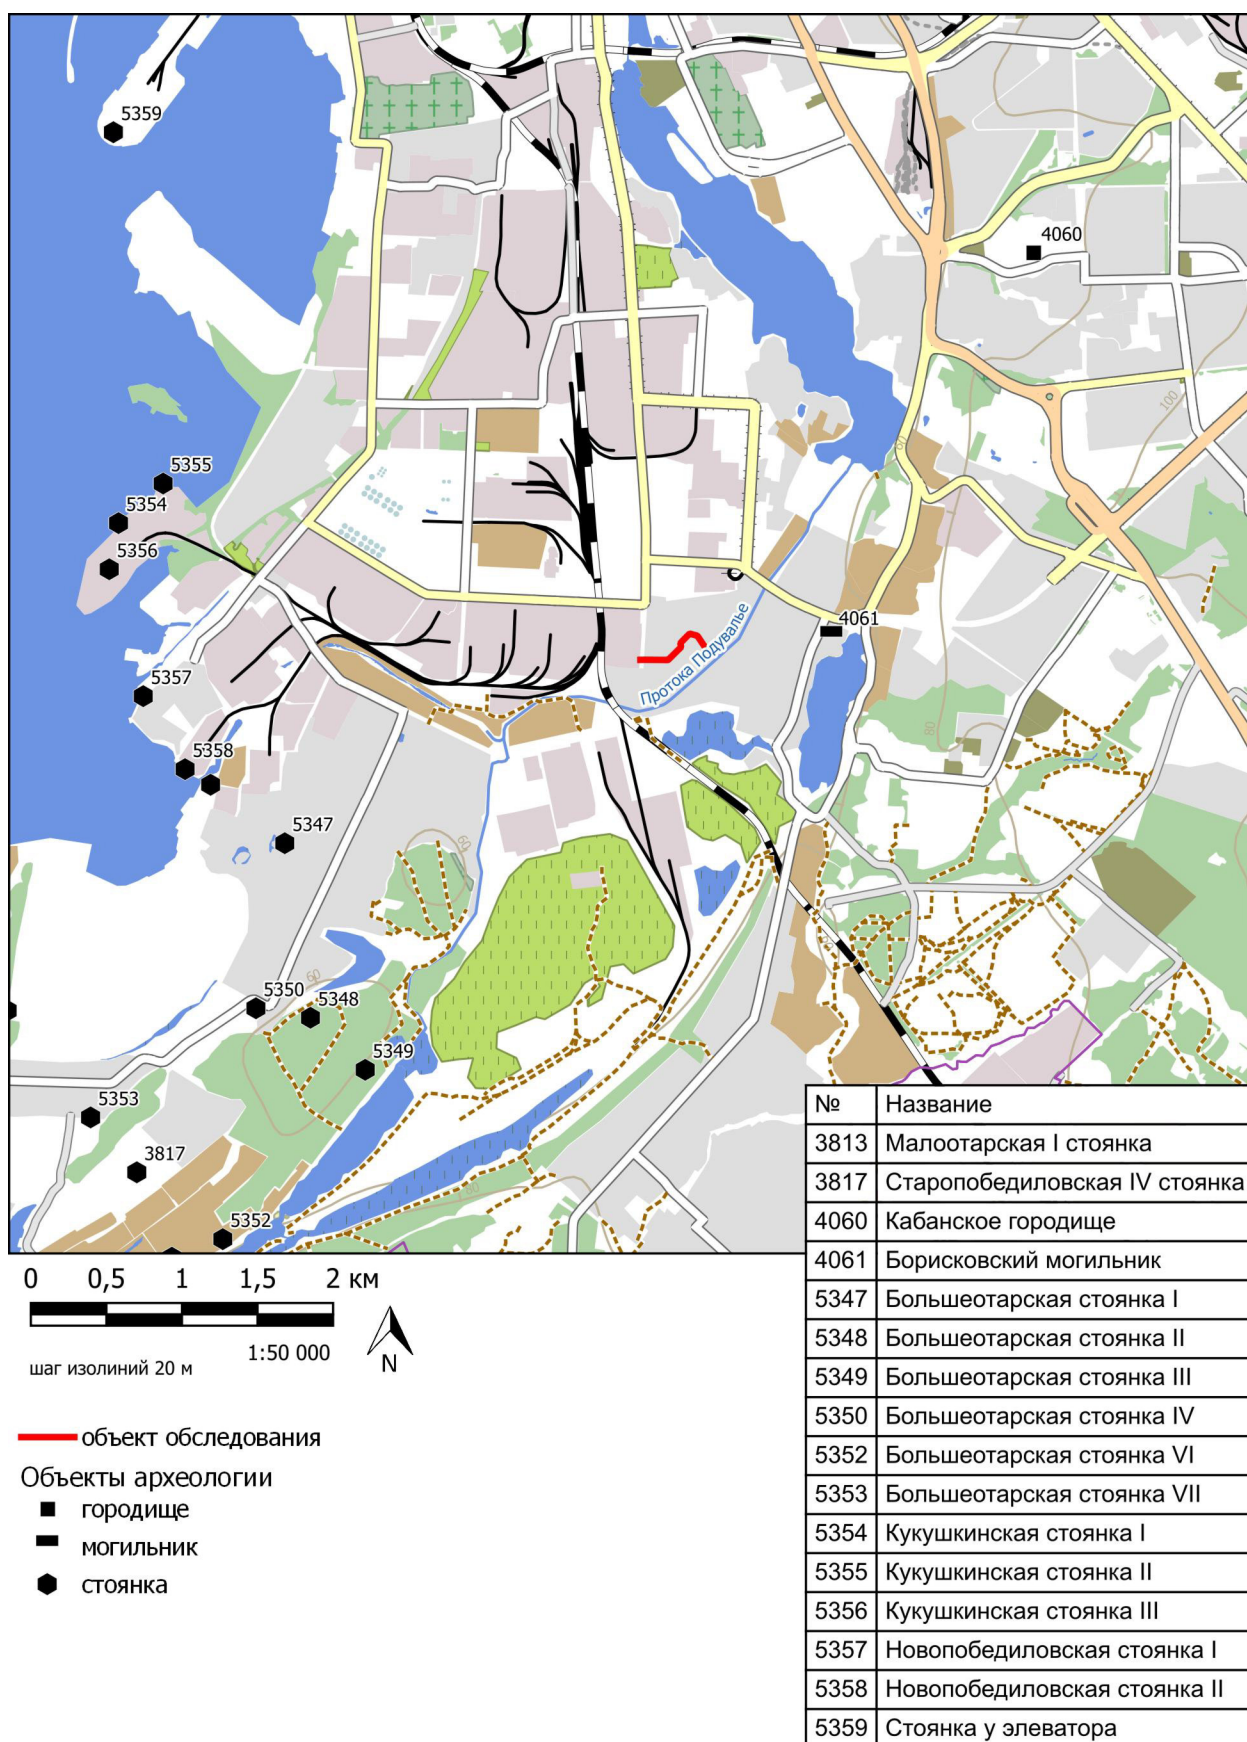 5359
4060
100
5355
60
5354
5356
4061
Протока Подувалье
5357
80
5358
5347
60
60
60
5350
5348
5349
5353
3817
60
5352
№ Название
3813 Малоотарская I стоянка
3817 Старопобедиловская IV стоянка
4060 Кабанское городище
4061 Борисковский могильник
5347 Большеотарская стоянка I
5348 Большеотарская стоянка II
5349 Большеотарская стоянка III
5350 Большеотарская стоянка IV
5352 Большеотарская стоянка VI
5353 Большеотарская стоянка VII
5354 Кукушкинская стоянка I
5355 Кукушкинская стоянка II
5356 Кукушкинская стоянка III
5357 Новопобедиловская стоянка I
5358 Новопобедиловская стоянка II
5359 Стоянка у элеватора
0 0,5 1 1,5 2 км
1:50 000
шаг изолиний 20 м
N
объект обследования
Объекты археологии
городище
могильник
стоянка